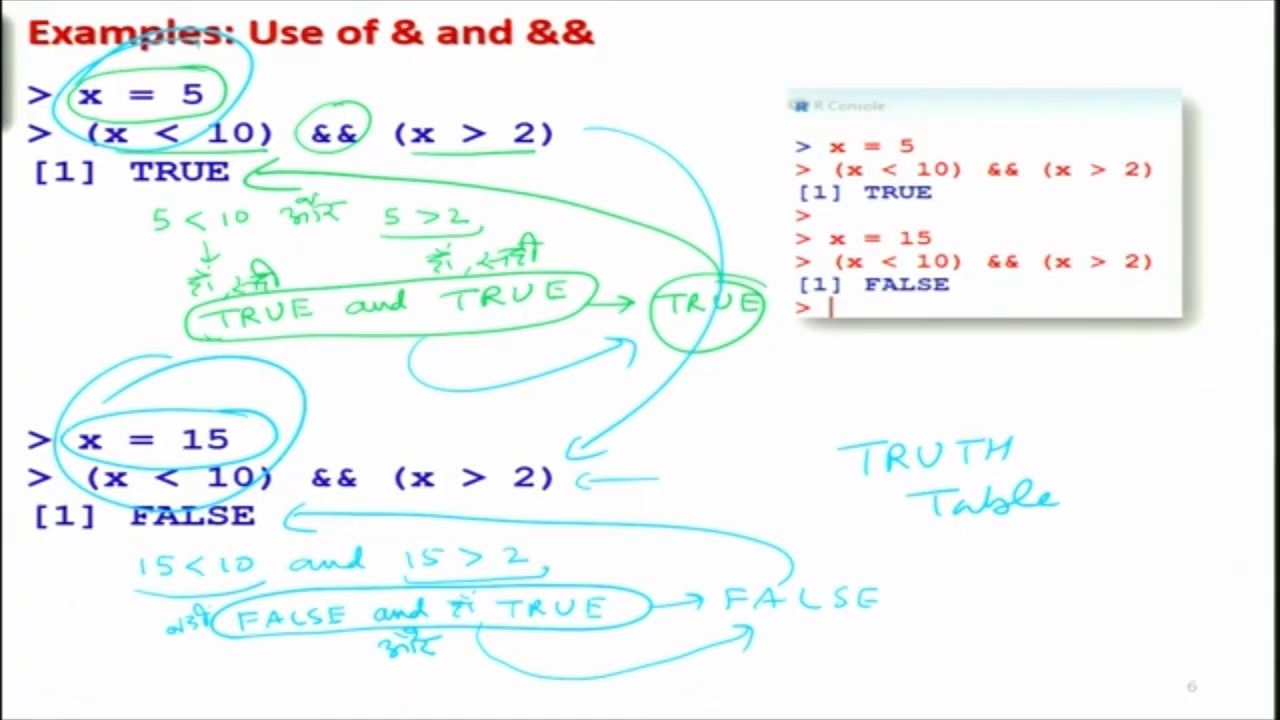 Examples: Use of & and &&
> x = 5
> (x < 10) && (x > 2)
[1] TRUE
5 < 10 और 5 > 2,
हां, सही हां, सही
TRUE and TRUE → TRUE
> x = 15
> (x < 10) && (x > 2)
[1] FALSE
15 < 10 and 15 > 2,
FALSE and हां TRUE → FALSE
और
R Console
> x = 5
> (x < 10) && (x > 2)
[1] TRUE
>
> x = 15
> (x < 10) && (x > 2)
[1] FALSE
>
TRUTH
Table
6